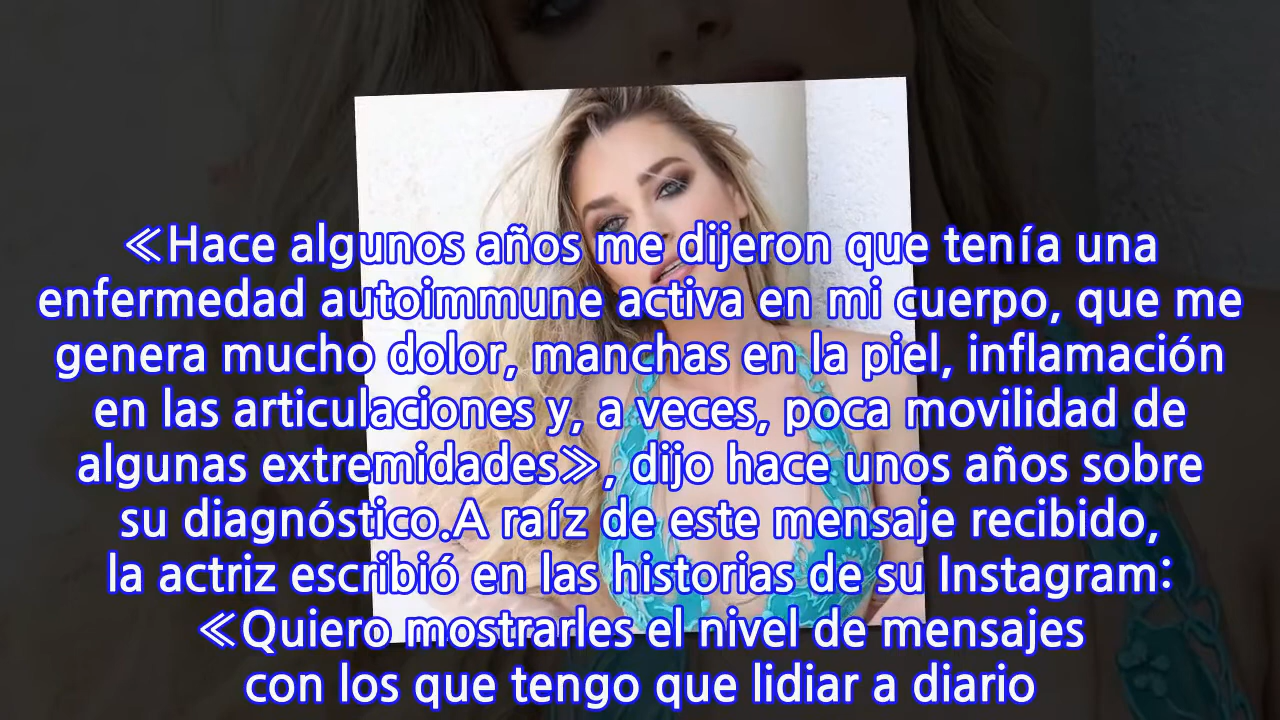 ≪Hace algunos años me dijeron que tenía una
enfermedad autoimmune activa en mi cuerpo, que me
genera mucho dolor, manchas en la piel, inflamación
en las articulaciones y, a veces, poca movilidad de
algunas extremidades≫, dijo hace unos años sobre
su diagnóstico.A raíz de este mensaje recibido,
la actriz escribió en las historias de su Instagram:
≪Quiero mostrarles el nivel de mensajes
con los que tengo que lidiar a diario